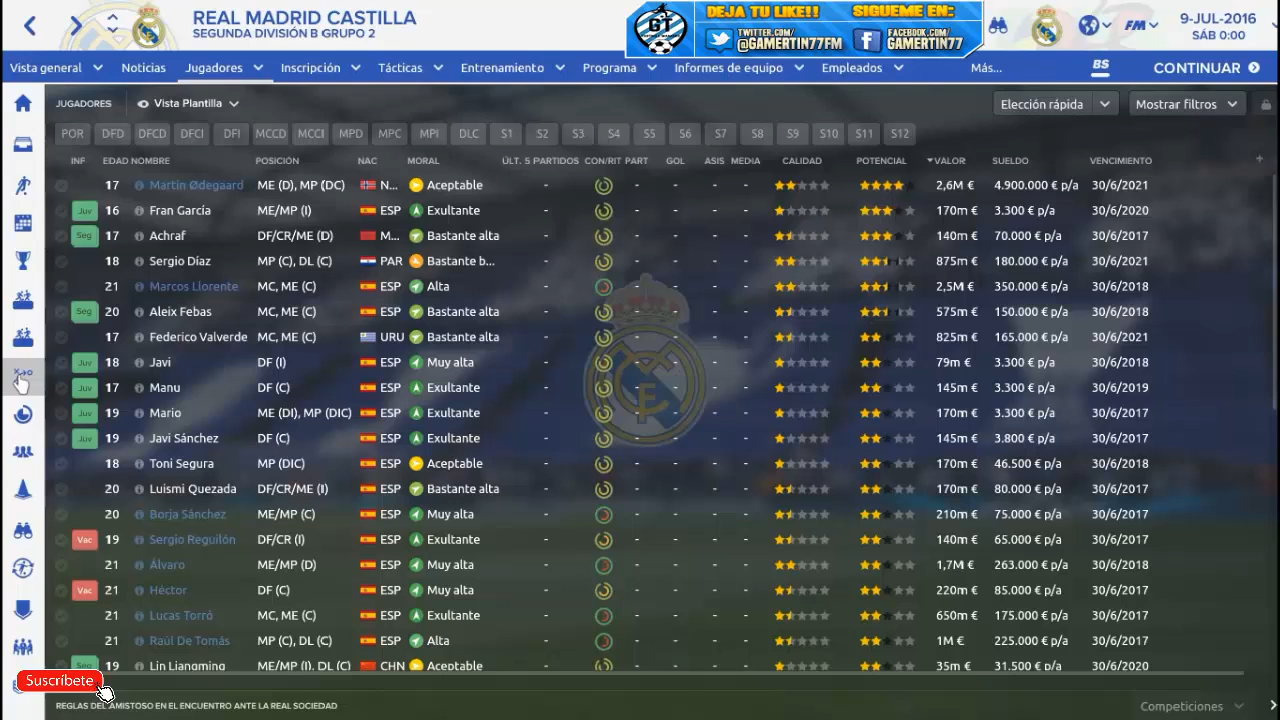 REAL MADRID CASTILLA
SEGUNDA DIVISIÓN B GRUPO 2
GT
DEJA TU LIKE!! SIGUEME EN:
TWITTER.COM/ @GAMERTIN77FM FACEBOOK.COM/ GAMERTIN77
FM
9-JUL-2016
SÁB 0:00
Vista general Noticias Jugadores Inscripción Tácticas Entrenamiento Programa Informes de equipo Empleados Más... BS CONTINUAR
JUGADORES Vista Plantilla Elección rápida Mostrar filtros
POR DFD DFCD DFCI DFI MCCD MCCI MPD MPC MPI DLC S1 S2 S3 S4 S5 S6 S7 S8 S9 S10 S11 S12
INF EDAD NOMBRE POSICIÓN NAC MORAL ÚLT. 5 PARTIDOS CON/RIT PART GOL ASIS MEDIA CALIDAD POTENCIAL VALOR SUELDO VENCIMIENTO
17 Martin Ødegaard ME (D), MP (DC) N... Aceptable - - - - - 2,6M € 4.900.000 € p/a 30/6/2021
Juv 16 Fran García ME/MP (I) ESP Exultante - - - - - 170m € 3.300 € p/a 30/6/2020
Seg 17 Achraf DF/CR/ME (D) M... Bastante alta - - - - - 140m € 70.000 € p/a 30/6/2017
18 Sergio Díaz MP (C), DL (C) PAR Bastante b... - - - - - 875m € 180.000 € p/a 30/6/2021
21 Marcos Llorente MC, ME (C) ESP Alta - - - - - 2,5M € 350.000 € p/a 30/6/2018
Seg 20 Aleix Febas MC, ME (C) ESP Bastante alta - - - - - 575m € 150.000 € p/a 30/6/2018
17 Federico Valverde MC, ME (C) URU Bastante alta - - - - - 825m € 165.000 € p/a 30/6/2021
Juv 18 Javi DF (I) ESP Muy alta - - - - - 79m € 3.300 € p/a 30/6/2018
Juv 17 Manu DF (C) ESP Exultante - - - - - 145m € 3.300 € p/a 30/6/2019
Juv 19 Mario ME (DI), MP (DIC) ESP Exultante - - - - - 170m € 3.300 € p/a 30/6/2017
Juv 19 Javi Sánchez DF (C) ESP Exultante - - - - - 145m € 3.800 € p/a 30/6/2017
18 Toni Segura MP (DIC) ESP Aceptable - - - - - 170m € 46.500 € p/a 30/6/2018
20 Luismi Quezada DF/CR/ME (I) ESP Bastante alta - - - - - 170m € 80.000 € p/a 30/6/2017
20 Borja Sánchez ME/MP (C) ESP Muy alta - - - - - 210m € 75.000 € p/a 30/6/2017
Vac 19 Sergio Reguilón DF/CR (I) ESP Exultante - - - - - 140m € 65.000 € p/a 30/6/2017
21 Álvaro ME/MP (D) ESP Muy alta - - - - - 1,7M € 263.000 € p/a 30/6/2018
Vac 21 Héctor DF (C) ESP Muy alta - - - - - 220m € 85.000 € p/a 30/6/2017
21 Lucas Torró MC, ME (C) ESP Exultante - - - - - 650m € 175.000 € p/a 30/6/2017
21 Raúl De Tomás MP (C), DL (C) ESP Alta - - - - - 1M € 225.000 € p/a 30/6/2017
Seg 19 Lin Liangming ME/MP (I), DL (C) CHN Aceptable - - - - - 35m € 31.500 € p/a 30/6/2020
Suscríbete
REGLAS DEL AMISTOSO EN EL ENCUENTRO ANTE LA REAL SOCIEDAD Competiciones